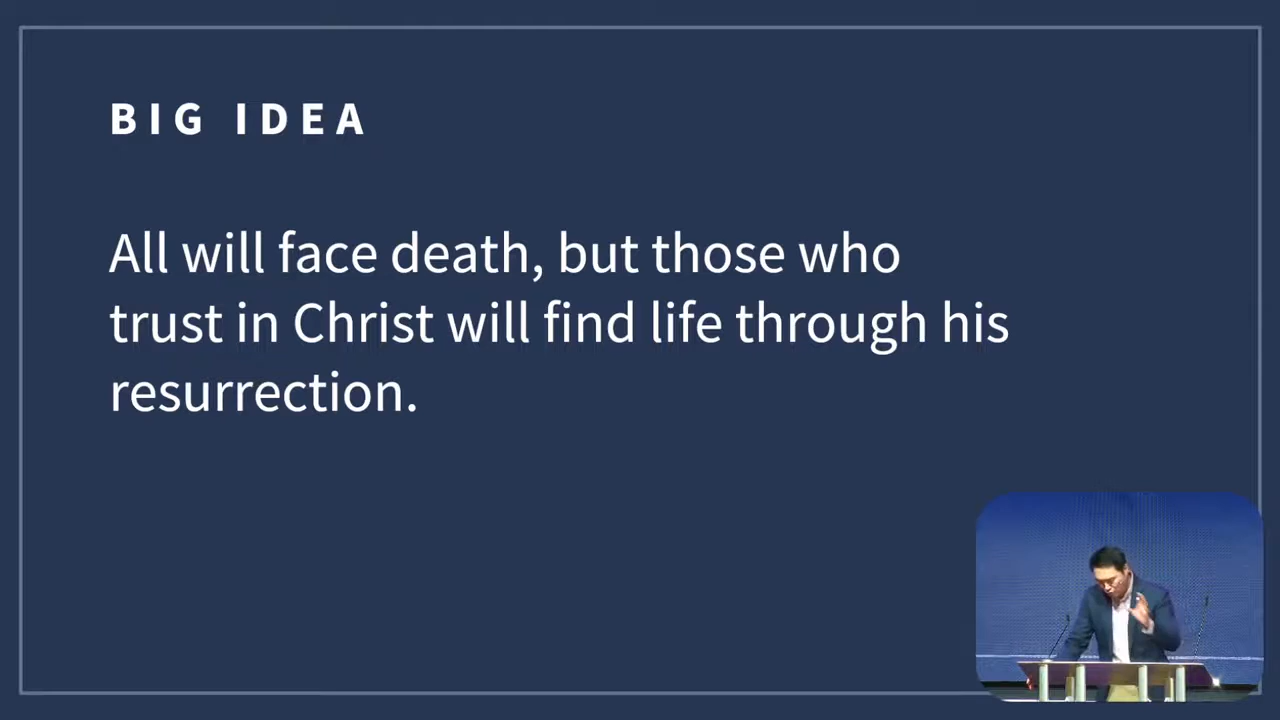 BIG IDEA
All will face death, but those who
trust in Christ will find life through his
resurrection.